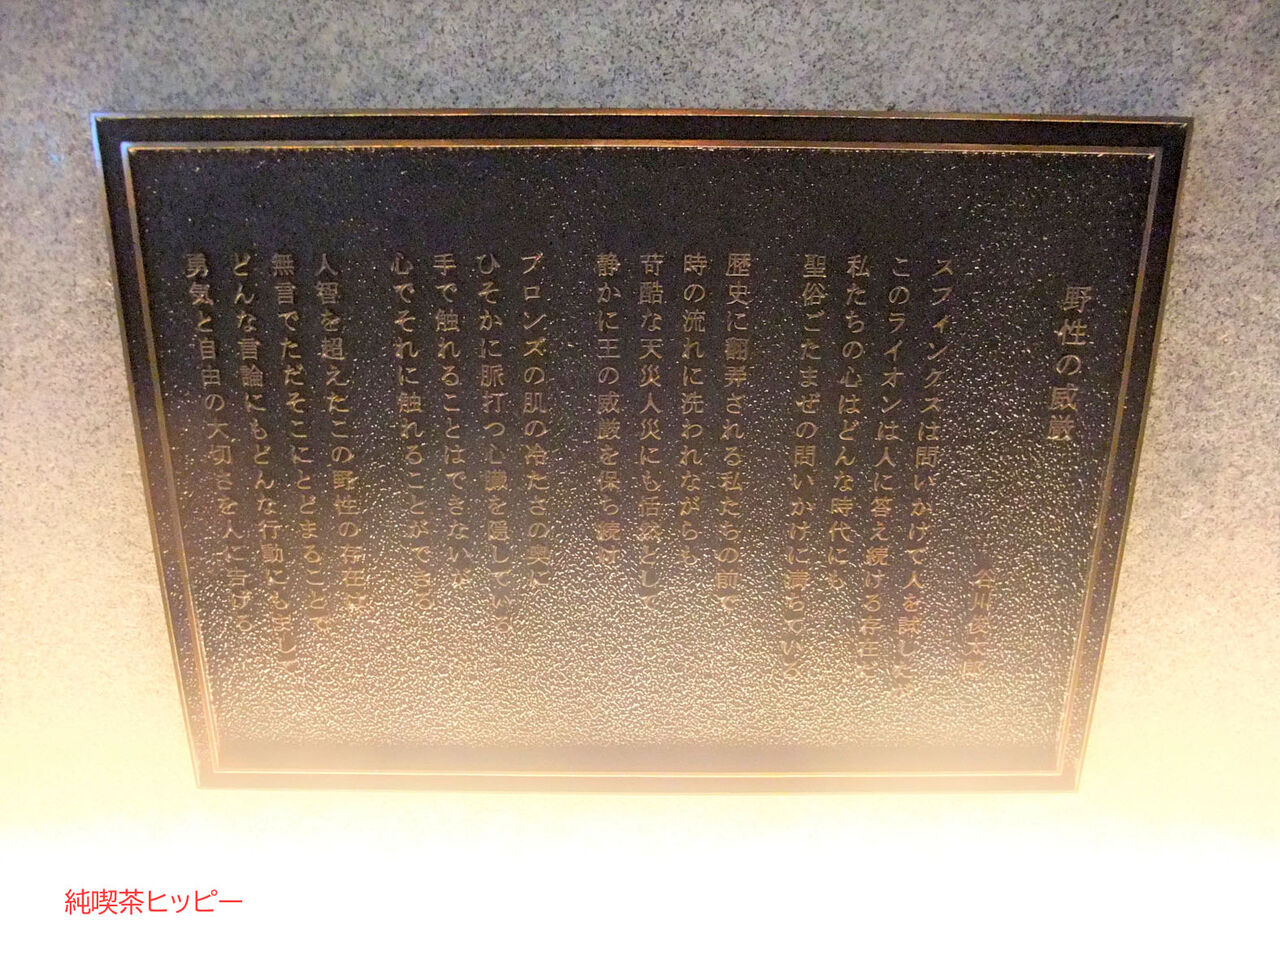 野性の威厳
谷川俊太郎
スフィンクスは問いかけで人を試したが
このライオンは人に答え続ける存在だ
私たちの心はどんな時代にも
聖俗ごたまぜの問いかけに満ちている
歴史に翻弄される私たちの前で
時の流れに洗われながらも
苛酷な天災人災にも恬然として
静かに王の威厳を保ち続け
ブロンズの肌の冷たさの奥に
ひそかに脈打つ心臓を隠している
手で触れることはできないが
心でそれに触れることができる
人智を超えたこの野性の存在は
無言でただそこにとどまることで
どんな言論にもどんな行動にも
勇気と自由の大切さを人に告げる
純喫茶ヒッピー